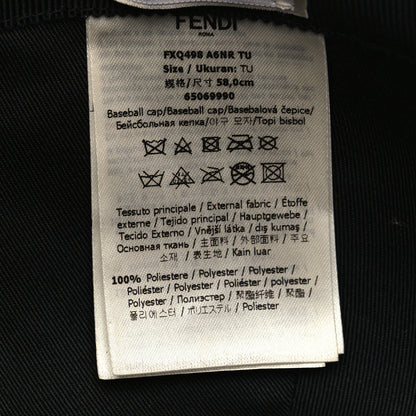 FENDI
ROMA
FXQ498 A6NR TU
Size / Ukuran: TU
规格/尺寸 58,0cm
65069990
Baseball cap/Baseball cap/Basebalová čepice/
Бейсбольная кепка/야구 모자/Topi bisbol
Tessuto principale / External fabric / Étoffe
externe / Tejido principal / Hauptgewebe /
Tecido Externo / Vnější látka / dış kumaş /
Основная ткань / 主面料 / 外部面料 / 主要
소재 / 表生地 / Kain luar
100% Poliestere / Polyester / Polyester /
Poliéster / Polyester / Poliéster / polyester
/ Polyester / Полиэстер / 聚酯纤维 / 聚酯 /
폴리에스터 / ポリエステル / Poliester